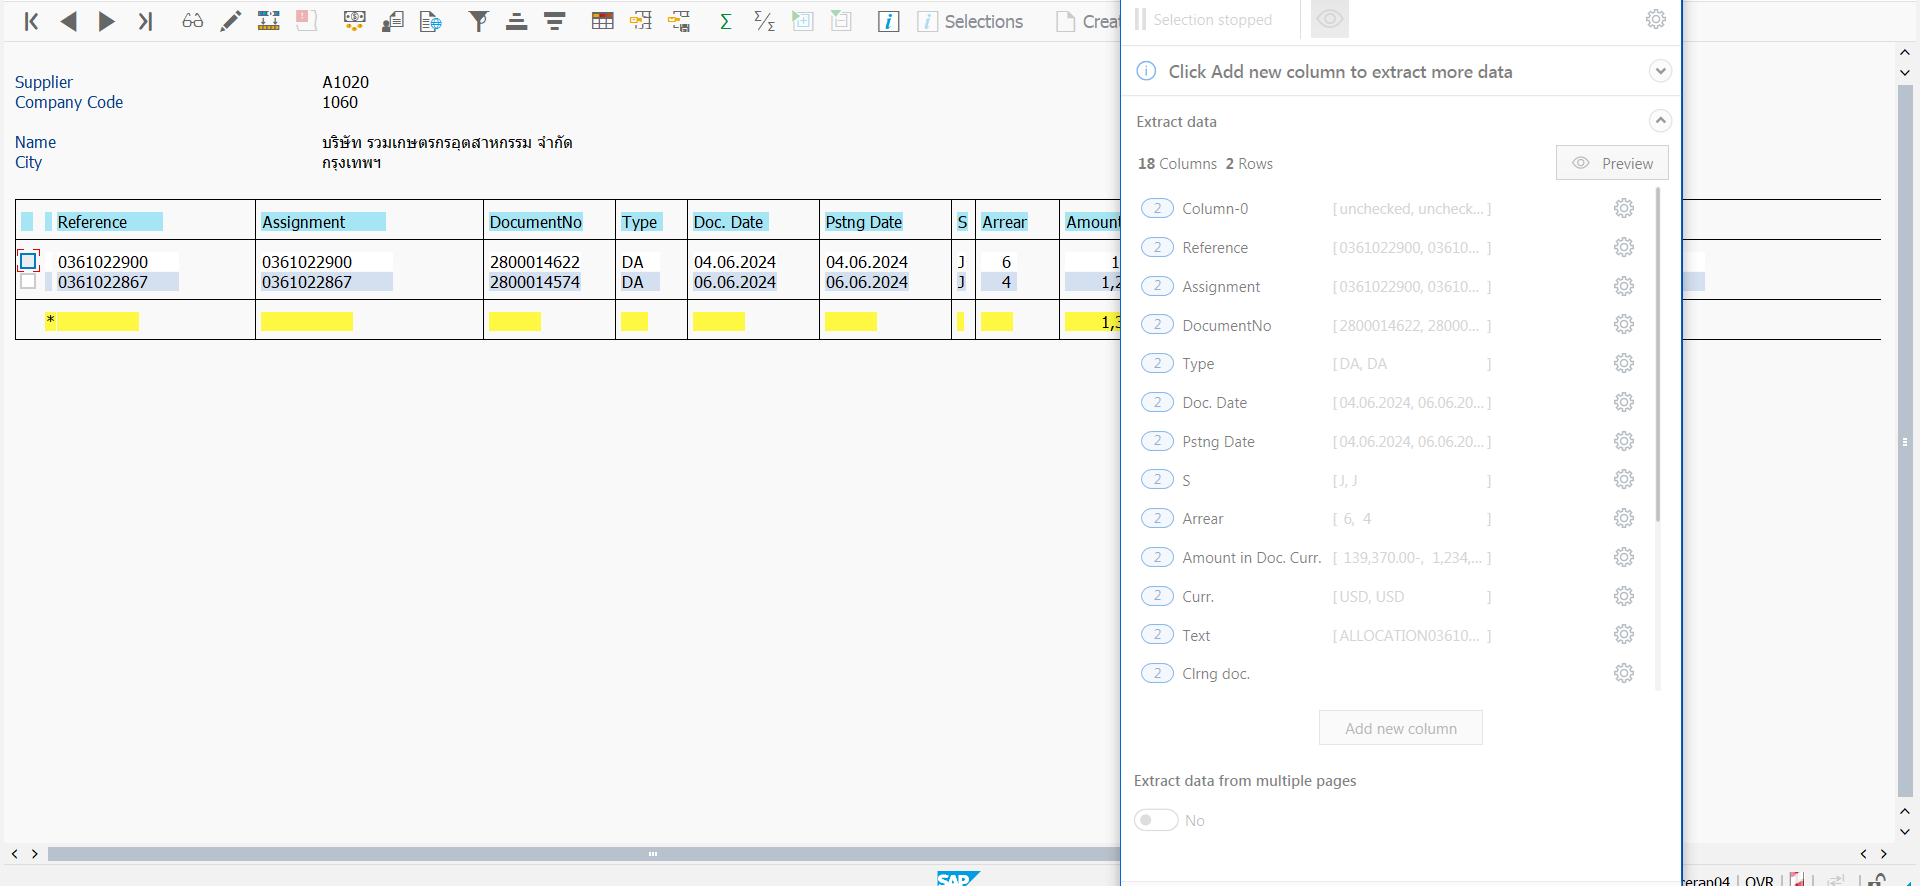 Selections
Crea
Supplier A1020
Company Code 1060
Name บริษัท รวมเกษตรกรอุตสาหกรรม จำกัด
City กรุงเทพฯ
Reference Assignment DocumentNo Type Doc. Date Pstng Date S Arrear Amount
0361022900 0361022900 2800014622 DA 04.06.2024 04.06.2024 J 6 1
0361022867 0361022867 2800014574 DA 06.06.2024 06.06.2024 J 4 1,2
* 1,3
SAP
Selection stopped
Click Add new column to extract more data
Extract data
18 Columns 2 Rows
Preview
2 Column-0 [unchecked, uncheck... ]
2 Reference [0361022900, 03610... ]
2 Assignment [0361022900, 03610... ]
2 DocumentNo [2800014622, 28000... ]
2 Type [DA, DA ]
2 Doc. Date [04.06.2024, 06.06.20... ]
2 Pstng Date [04.06.2024, 06.06.20... ]
2 S [J, J ]
2 Arrear [ 6, 4 ]
2 Amount in Doc. Curr. [ 139,370.00-, 1,234,... ]
2 Curr. [USD, USD ]
2 Text [ALLOCATION03610... ]
2 Clrng doc.
Add new column
Extract data from multiple pages
No
cerap04 OVR